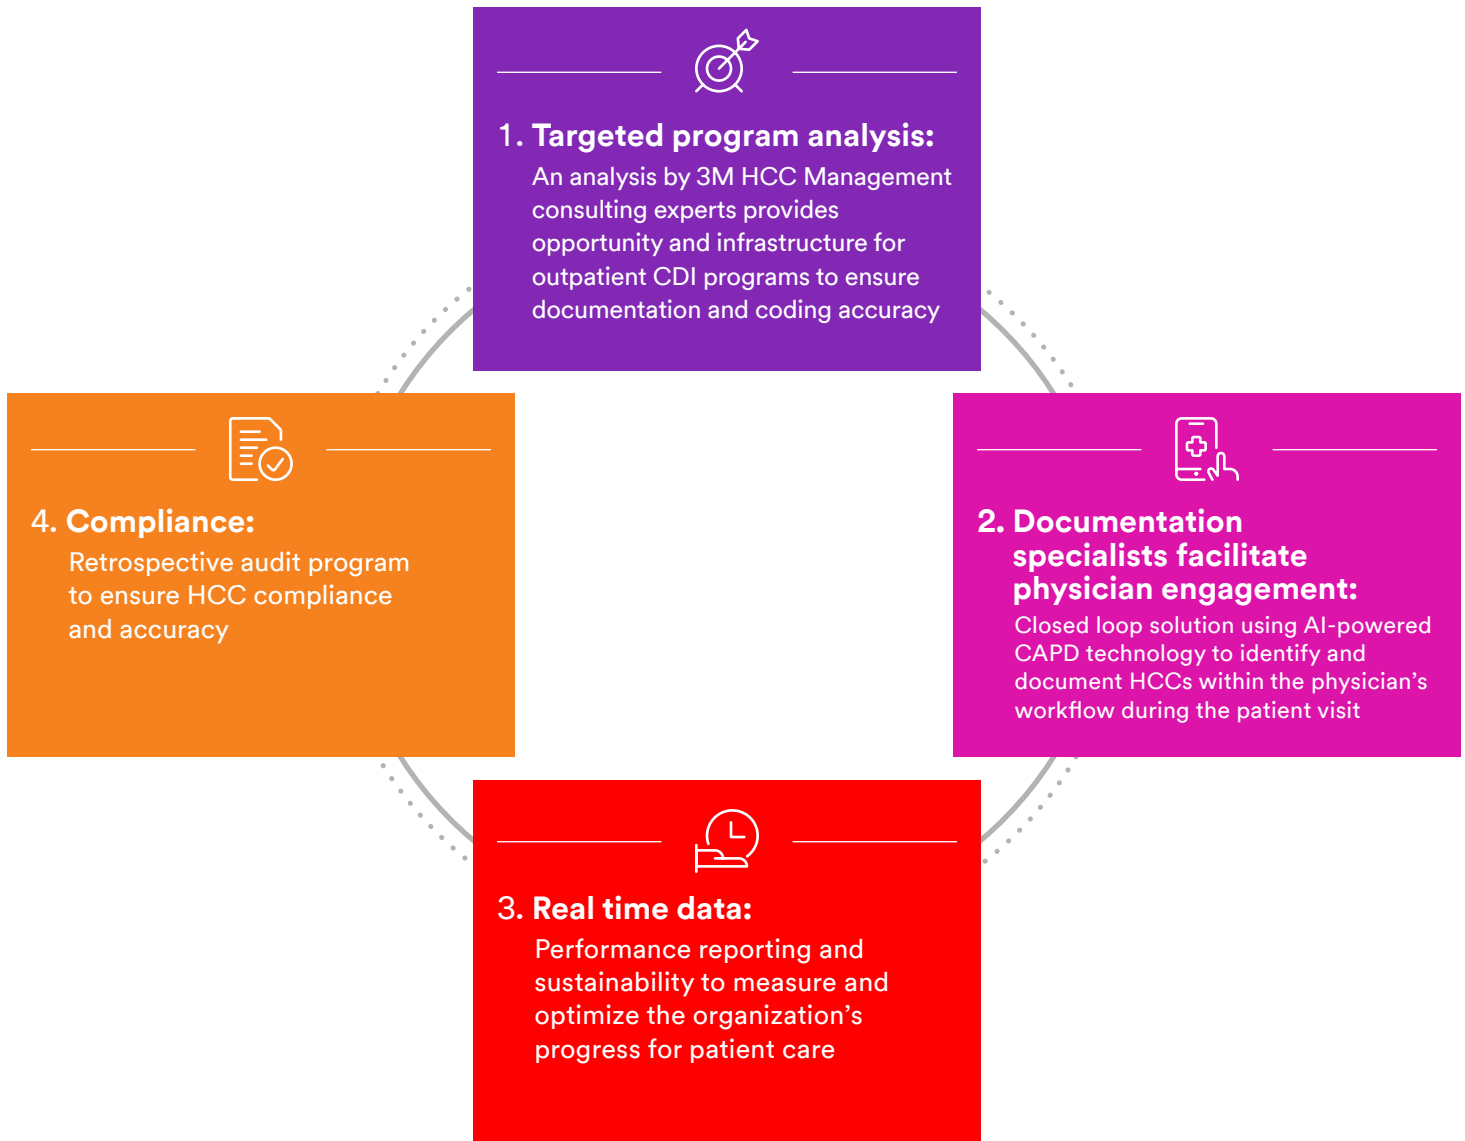 1. Targeted program analysis:
An analysis by 3M HCC Management
consulting experts provides
opportunity and infrastructure for
outpatient CDI programs to ensure
documentation and coding accuracy
2. Documentation
specialists facilitate
physician engagement:
Closed loop solution using AI-powered
CAPD technology to identify and
document HCCs within the physician’s
workflow during the patient visit
3. Real time data:
Performance reporting and
sustainability to measure and
optimize the organization’s
progress for patient care
4. Compliance:
Retrospective audit program
to ensure HCC compliance
and accuracy